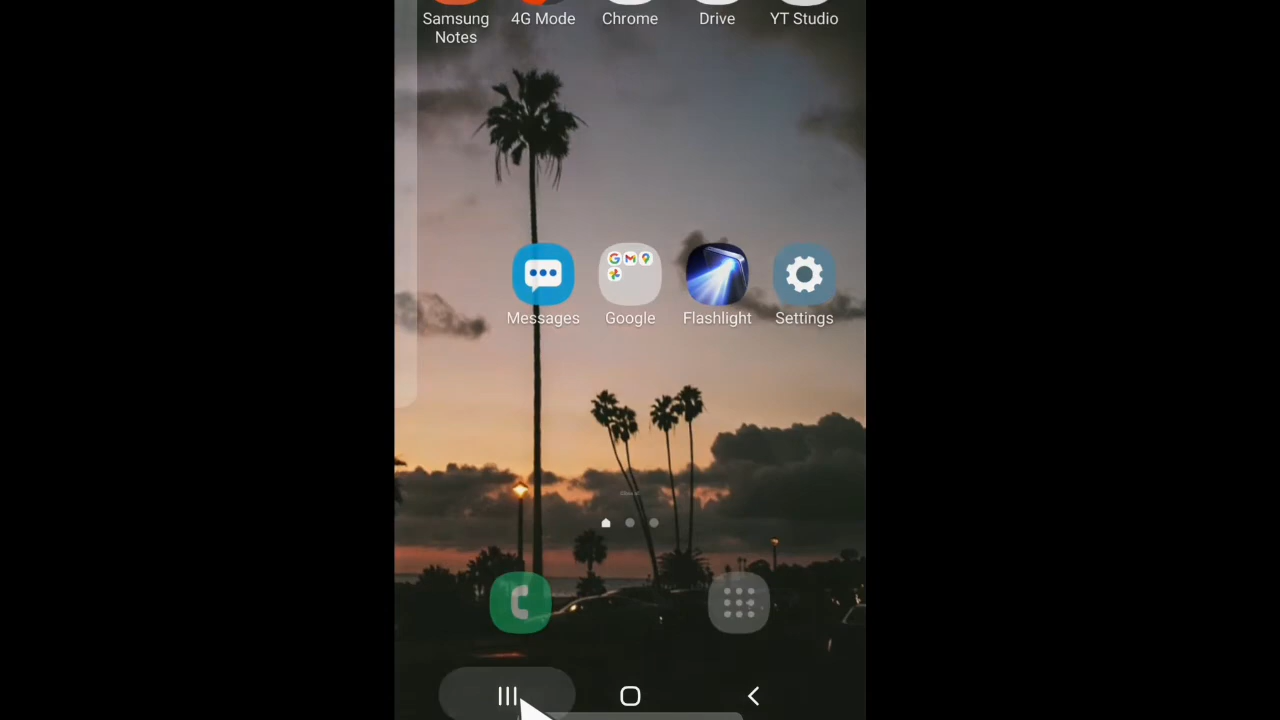 Samsung
Notes
4G Mode
Chrome
Drive
YT Studio
Messages
Google
Flashlight
Settings